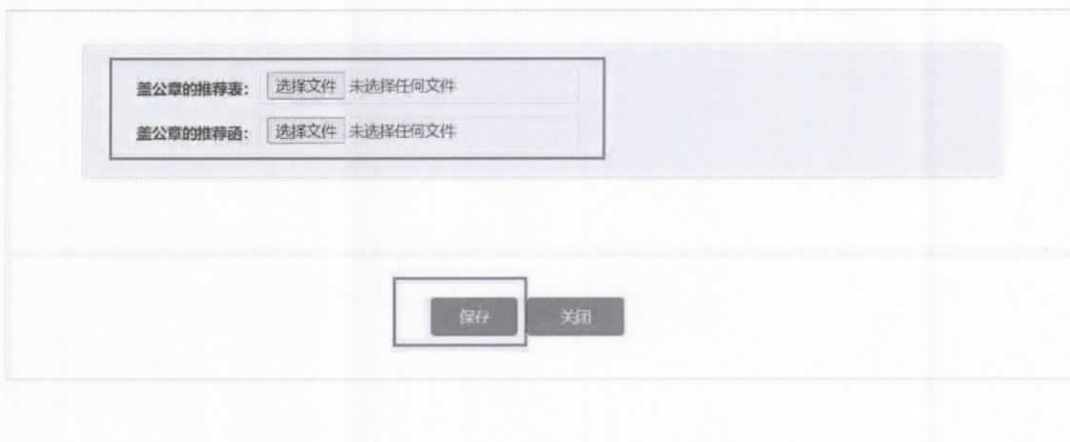 盖公章的推荐表： 选择文件 未选择任何文件
盖公章的推荐函： 选择文件 未选择任何文件
保存 关闭